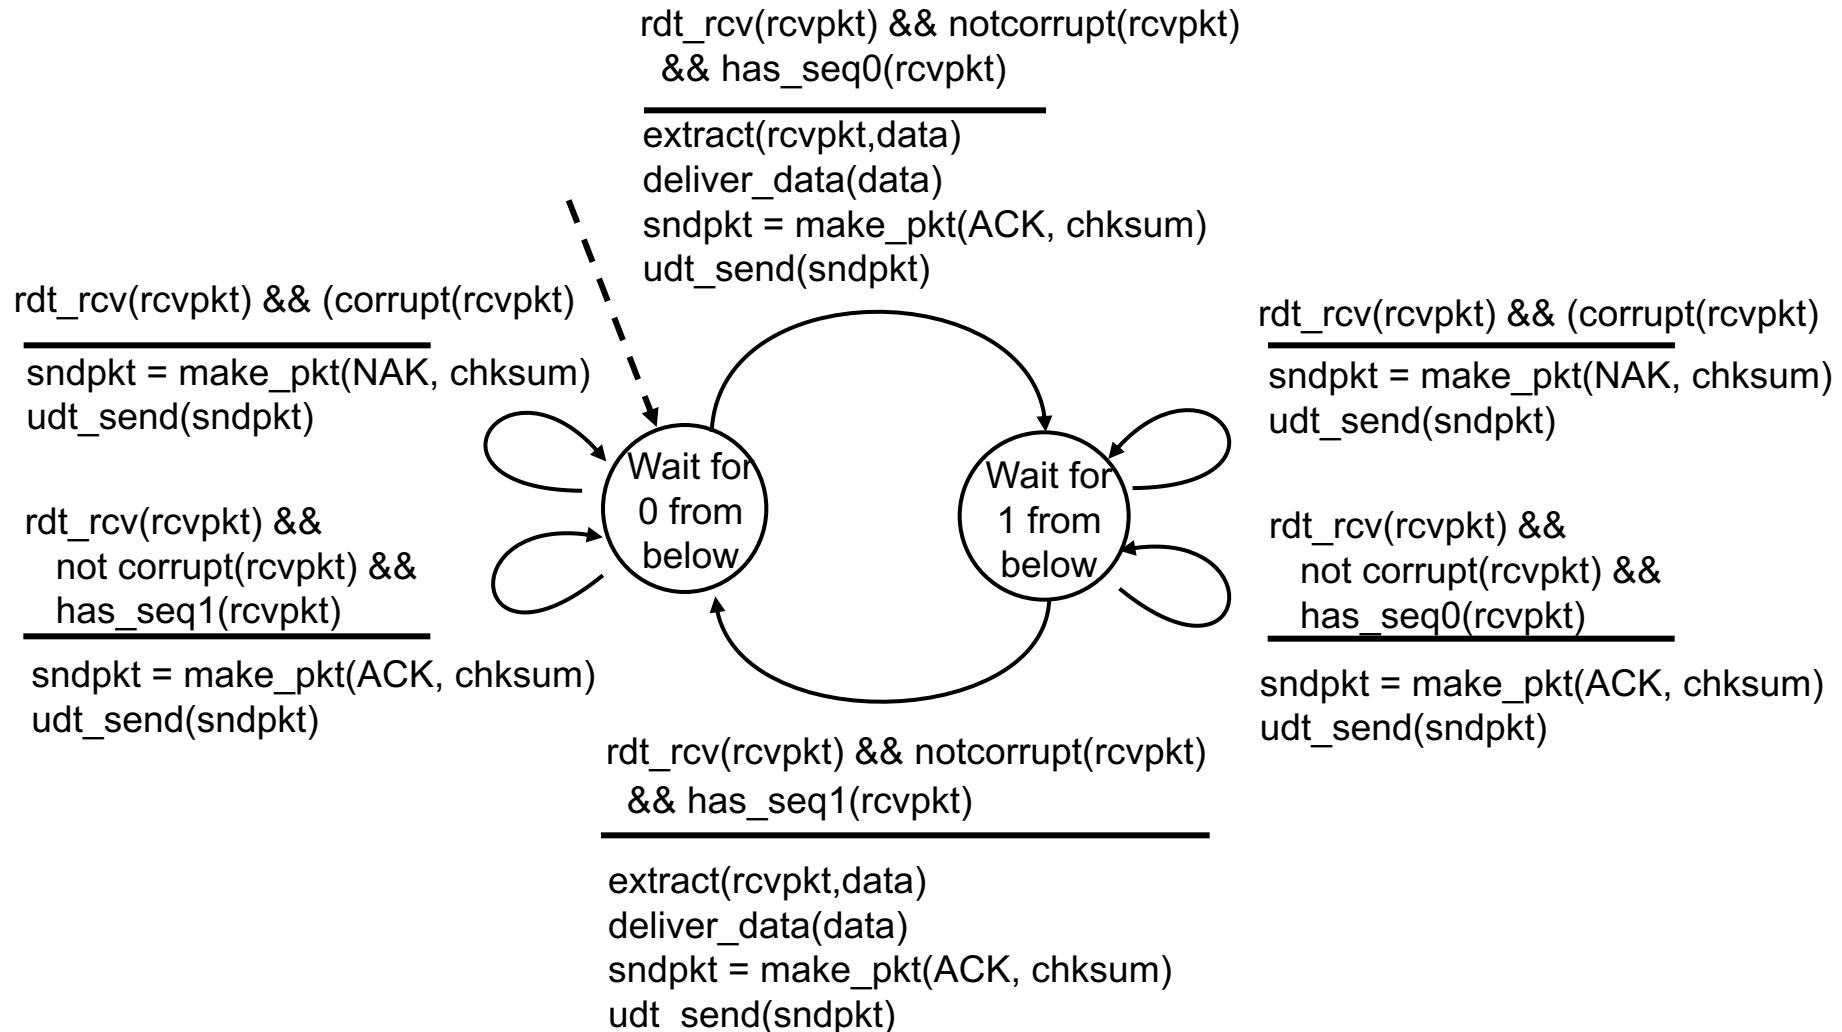 rdt_rcv(rcvpkt) && notcorrupt(rcvpkt)
&& has_seq0(rcvpkt)
extract(rcvpkt,data)
deliver_data(data)
sndpkt = make_pkt(ACK, chksum)
udt_send(sndpkt)
rdt_rcv(rcvpkt) && (corrupt(rcvpkt)
sndpkt = make_pkt(NAK, chksum)
udt_send(sndpkt)
rdt_rcv(rcvpkt) &&
not corrupt(rcvpkt) &&
has_seq1(rcvpkt)
sndpkt = make_pkt(ACK, chksum)
udt_send(sndpkt)
Wait for
0 from
below
Wait for
1 from
below
rdt_rcv(rcvpkt) && (corrupt(rcvpkt)
sndpkt = make_pkt(NAK, chksum)
udt_send(sndpkt)
rdt_rcv(rcvpkt) &&
not corrupt(rcvpkt) &&
has_seq0(rcvpkt)
sndpkt = make_pkt(ACK, chksum)
udt_send(sndpkt)
rdt_rcv(rcvpkt) && notcorrupt(rcvpkt)
&& has_seq1(rcvpkt)
extract(rcvpkt,data)
deliver_data(data)
sndpkt = make_pkt(ACK, chksum)
udt_send(sndpkt)